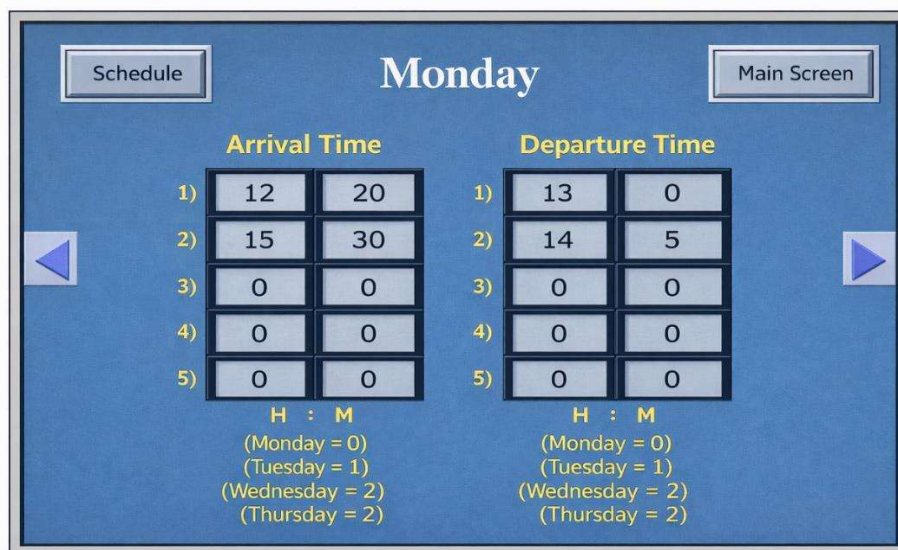 Schedule
Monday
Main Screen
Arrival Time
Departure Time
1) 12 20
1) 13 0
2) 15 30
2) 14 5
3) 0 0
3) 0 0
4) 0 0
4) 0 0
5) 0 0
5) 0 0
H : M
H : M
(Monday = 0)
(Monday = 0)
(Tuesday = 1)
(Tuesday = 1)
(Wednesday = 2)
(Wednesday = 2)
(Thursday = 2)
(Thursday = 2)